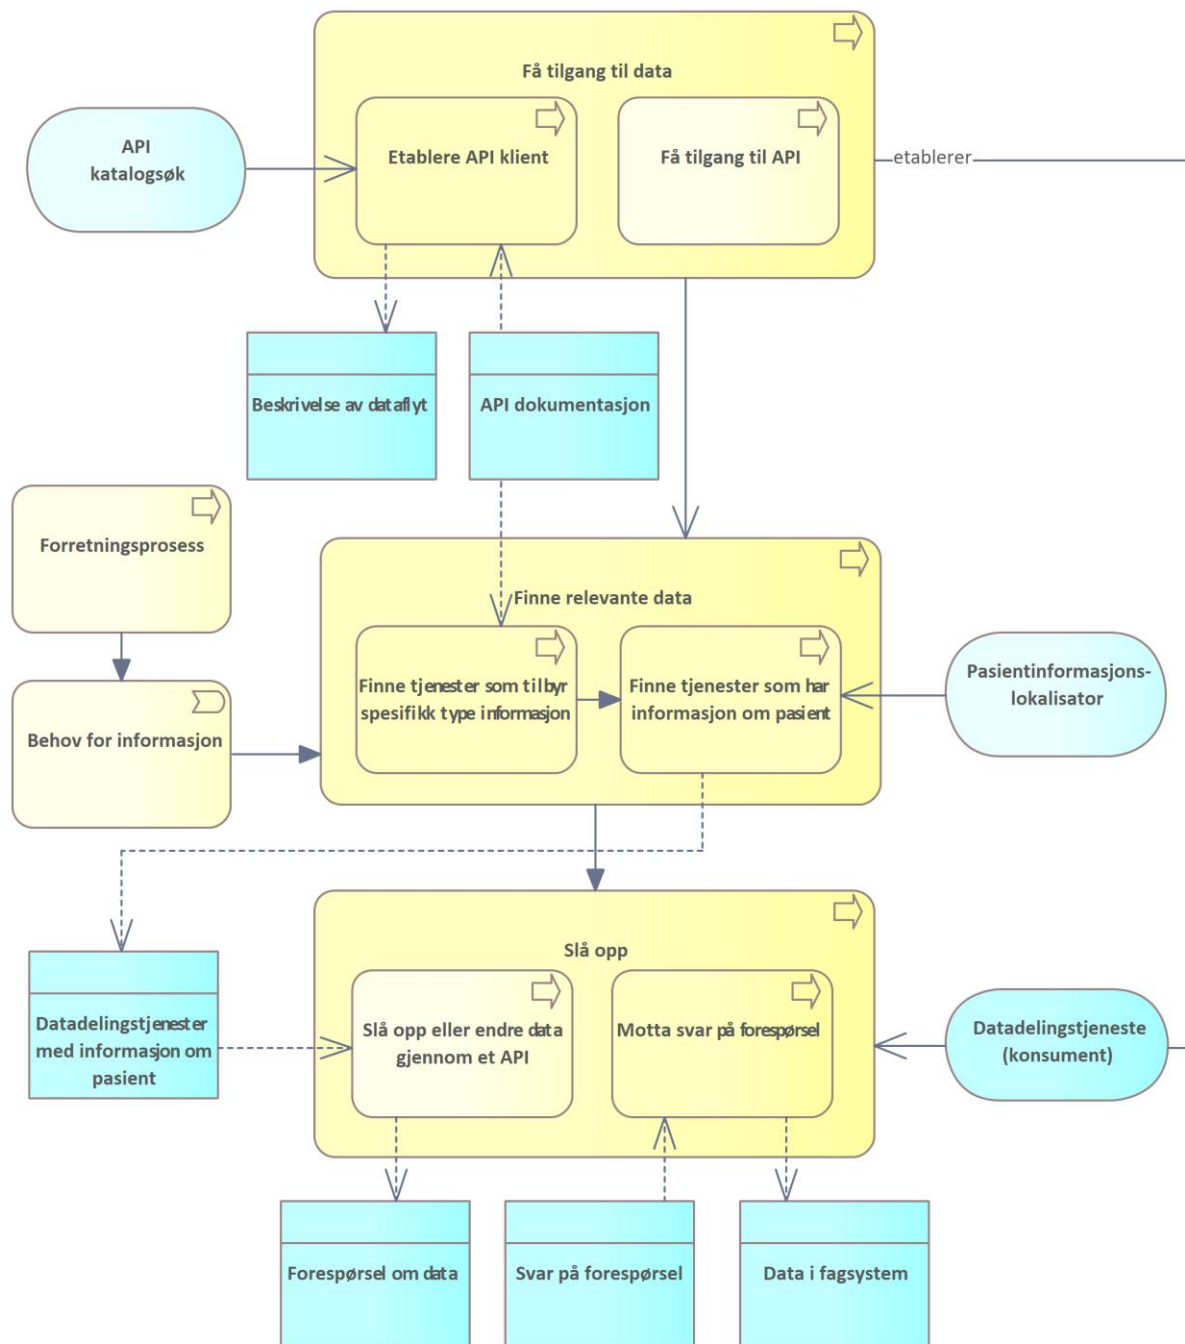 Få tilgang til data
API
katalogsøk
Etablere API klient
Få tilgang til API
etablerer
Beskrivelse av dataflyt
API dokumentasjon
Forretningsprosess
Finne relevante data
Finne tjenester som tilbyr
spesifikk type informasjon
Finne tjenester som har
informasjon om pasient
Pasientinformasjons-
lokalisator
Behov for informasjon
Slå opp
Datadelingstjenester
med informasjon om
pasient
Slå opp eller endre data
gjennom et API
Motta svar på forespørsel
Datadelingstjeneste
(konsument)
Forespørsel om data
Svar på forespørsel
Data i fagsystem